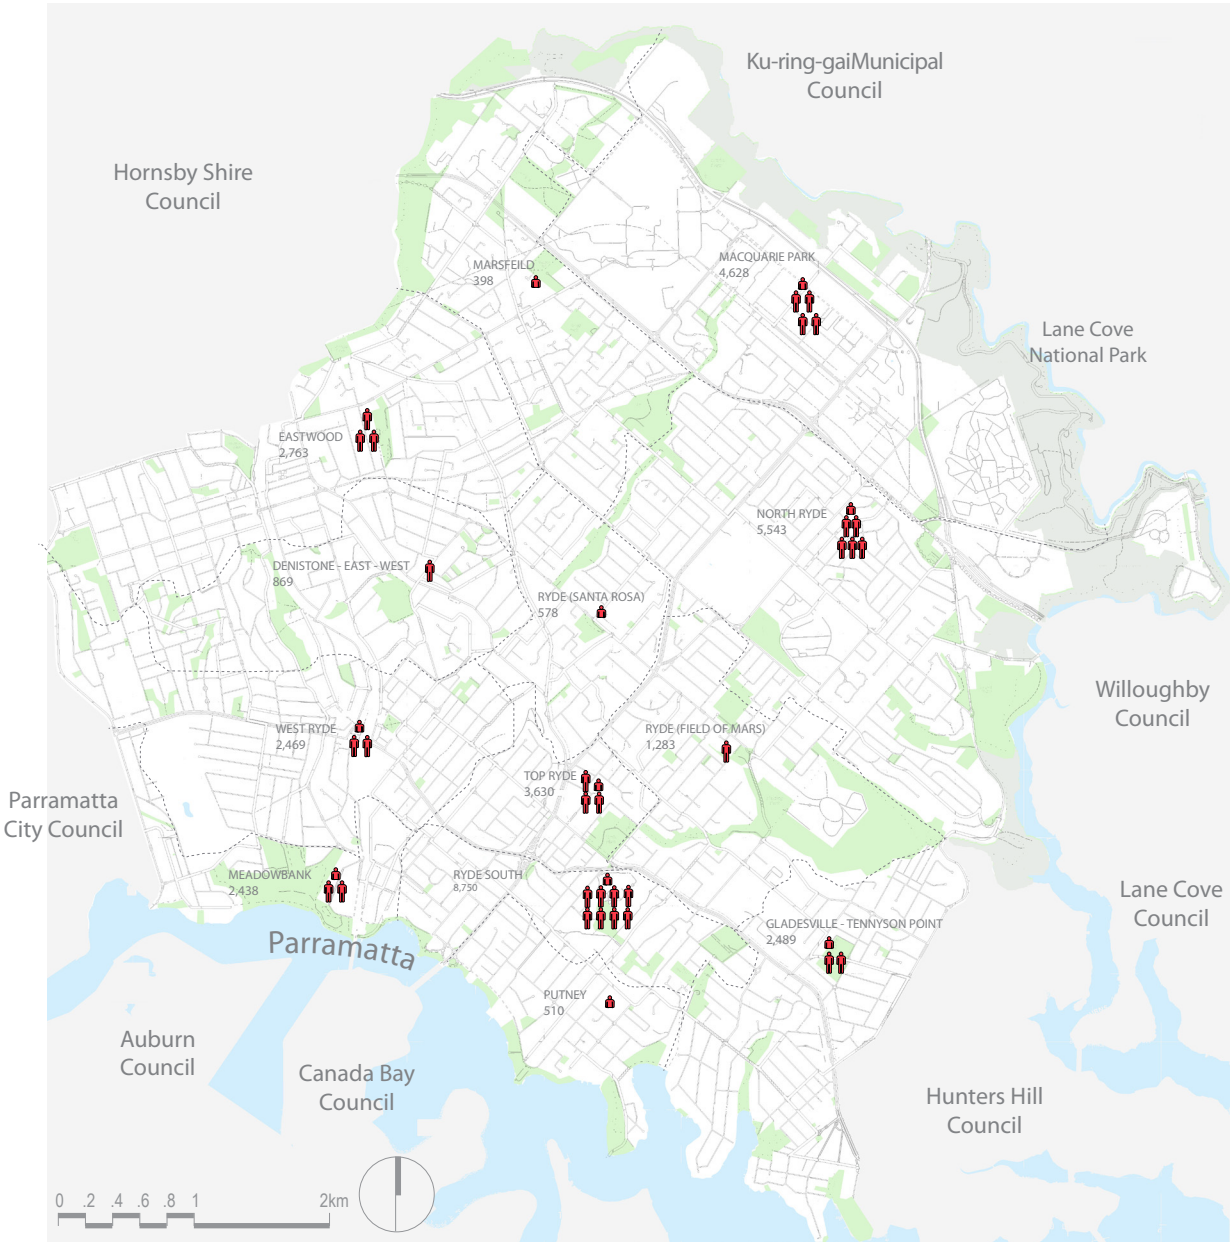 Ku-ring-gaiMunicipal
Council
Hornsby Shire
Council
MARSFEILD
398
MACQUARIE PARK
4,628
Lane Cove
National Park
EASTWOOD
2,763
NORTH RYDE
5,543
DENISTONE - EAST - WEST
869
RYDE (SANTA ROSA)
578
Willoughby
Council
WEST RYDE
2,469
RYDE (FIELD OF MARS)
1,283
TOP RYDE
3,630
Parramatta
City Council
MEADOWBANK
2,438
RYDE SOUTH
8,750
Lane Cove
Council
GLADESVILLE - TENNYSON POINT
2,489
Parramatta
PUTNEY
510
Auburn
Council
Canada Bay
Council
Hunters Hill
Council
0 .2 .4 .6 .8 1 2km